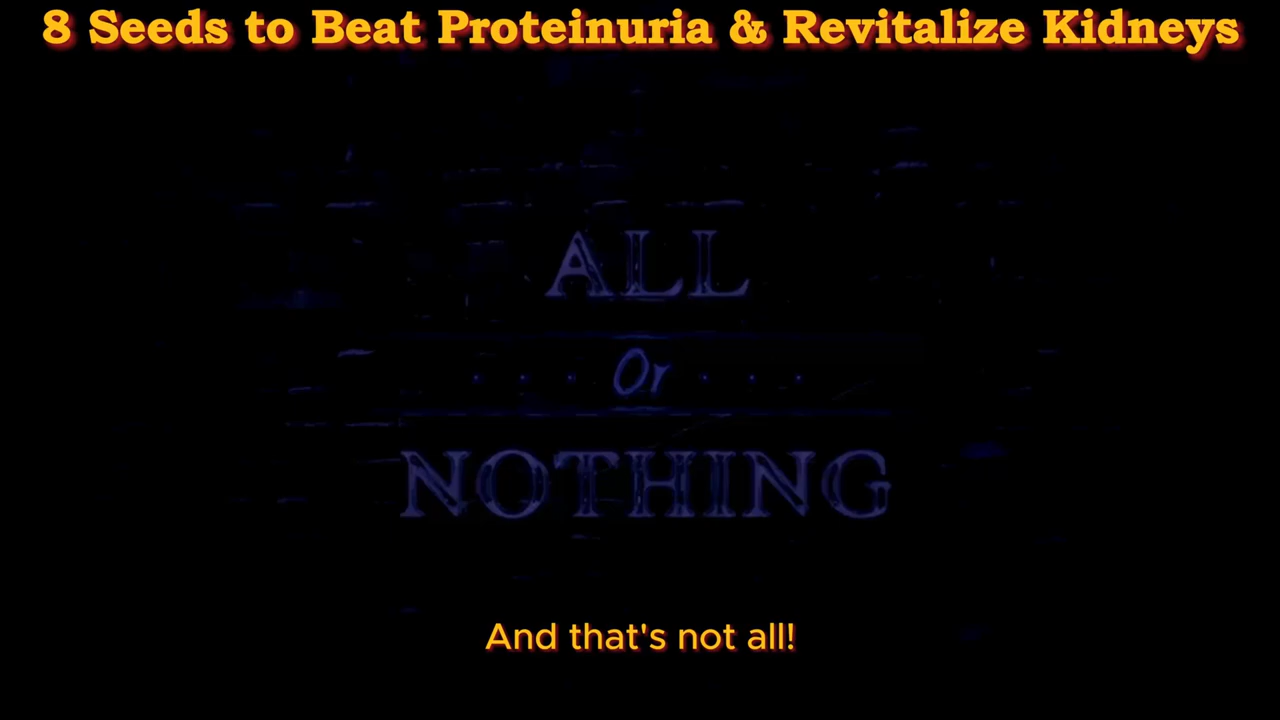 8 Seeds to Beat Proteinuria & Revitalize Kidneys
ALL
Or
NOTHING
And that's not all!